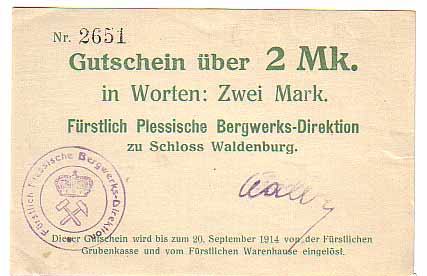 Nr. 2651
Gutschein über 2 Mk.
in Worten: Zwei Mark.
Fürstlich Plessische Bergwerks-Direktion
zu Schloss Waldenburg.
Fürstlich Plessische Bergwerks-Direktion
Dieser Gutschein wird bis zum 20. September 1914 von der Fürstlichen
Grubenkasse und vom Fürstlichen Warenhause eingelöst.